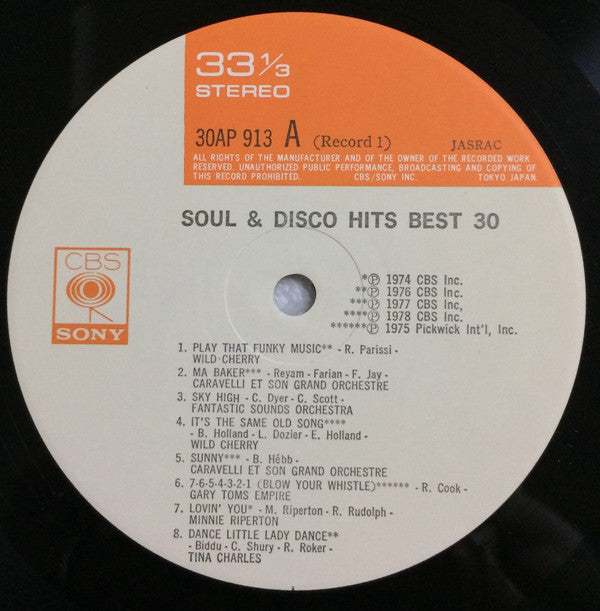 33 1/3
STEREO
30AP 913 A (Record 1) JASRAC
ALL RIGHTS OF THE MANUFACTURER AND OF THE OWNER OF THE RECORDED WORK
RESERVED. UNAUTHORIZED PUBLIC PERFORMANCE, BROADCASTING AND COPYING OF
THIS RECORD PROHIBITED. CBS/SONY INC. TOKYO JAPAN.
SOUL & DISCO HITS BEST 30
CBS
SONY
*Ⓟ 1974 CBS Inc.
**Ⓟ 1976 CBS Inc.
***Ⓟ 1977 CBS Inc,
****Ⓟ 1978 CBS Inc.
******Ⓟ 1975 Pickwick Int'l, Inc.
1. PLAY THAT FUNKY MUSIC** - R. Parissi -
WILD CHERRY
2. MA BAKER*** - Reyam - Farian - F. Jay -
CARAVELLI ET SON GRAND ORCHESTRE
3. SKY HIGH - C. Dyer - C. Scott -
FANTASTIC SOUNDS ORCHESTRA
4. IT'S THE SAME OLD SONG****
- B. Holland - L. Dozier - E. Holland -
WILD CHERRY
5. SUNNY*** - B. Hébb -
CARAVELLI ET SON GRAND ORCHESTRE
6. 7-6-5-4-3-2-1 (BLOW YOUR WHISTLE)****** - R. Cook -
GARY TOMS EMPIRE
7. LOVIN' YOU* - M. Riperton - R. Rudolph -
MINNIE RIPERTON
8. DANCE LITTLE LADY DANCE**
- Biddu - C. Shury - R. Roker -
TINA CHARLES